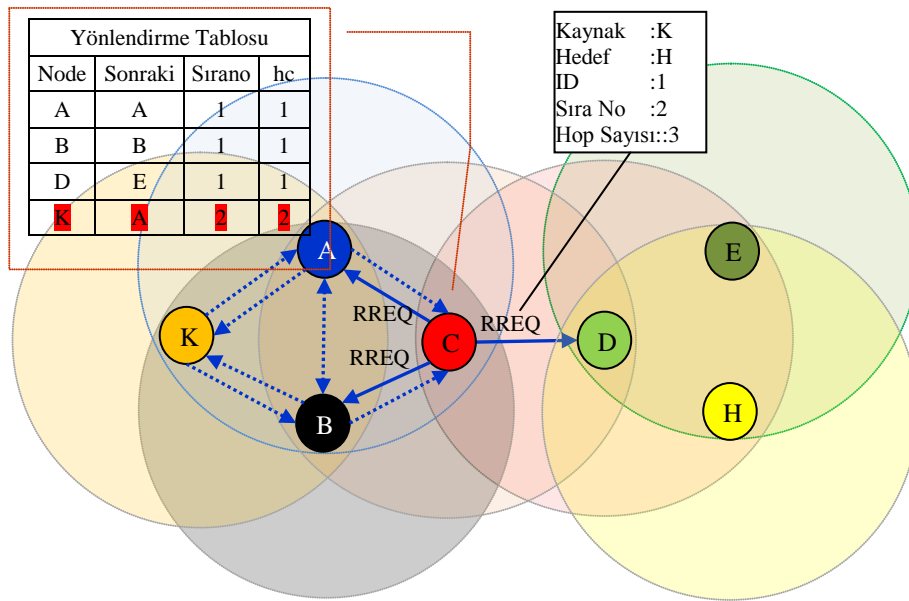 Yönlendirme Tablosu
Node Sonraki Sırano hc
A A 1 1
B B 1 1
D E 1 1
K A 2 2
Kaynak :K
Hedef :H
ID :1
Sıra No :2
Hop Sayısı::3
A
E
RREQ
RREQ
K
C
D
RREQ
H
B